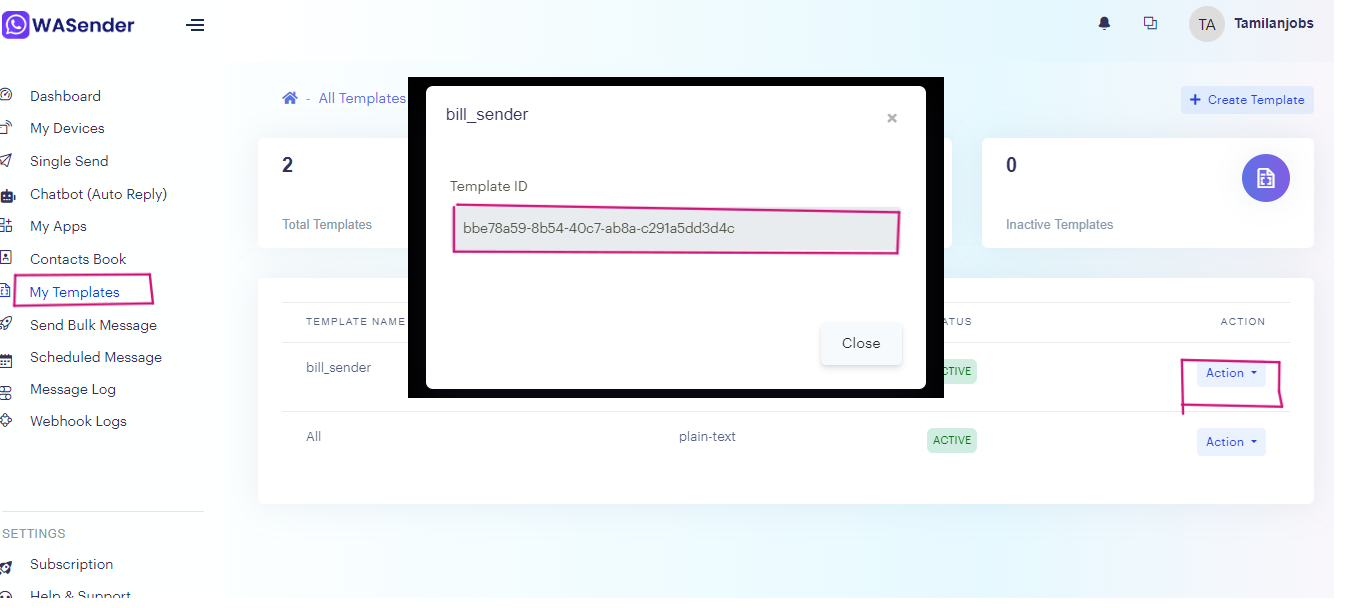 WASender
TA
Tamilanjobs
Dashboard
My Devices
Single Send
Chatbot (Auto Reply)
My Apps
Contacts Book
My Templates
Send Bulk Message
Scheduled Message
Message Log
Webhook Logs
SETTINGS
Subscription
Help & Support
- All Templates
+ Create Template
2
Total Templates
0
Inactive Templates
bill_sender
×
Template ID
bbe78a59-8b54-40c7-ab8a-c291a5dd3d4c
Close
TEMPLATE NAME
ATUS
ACTION
bill_sender
CTIVE
Action
All
plain-text
ACTIVE
Action